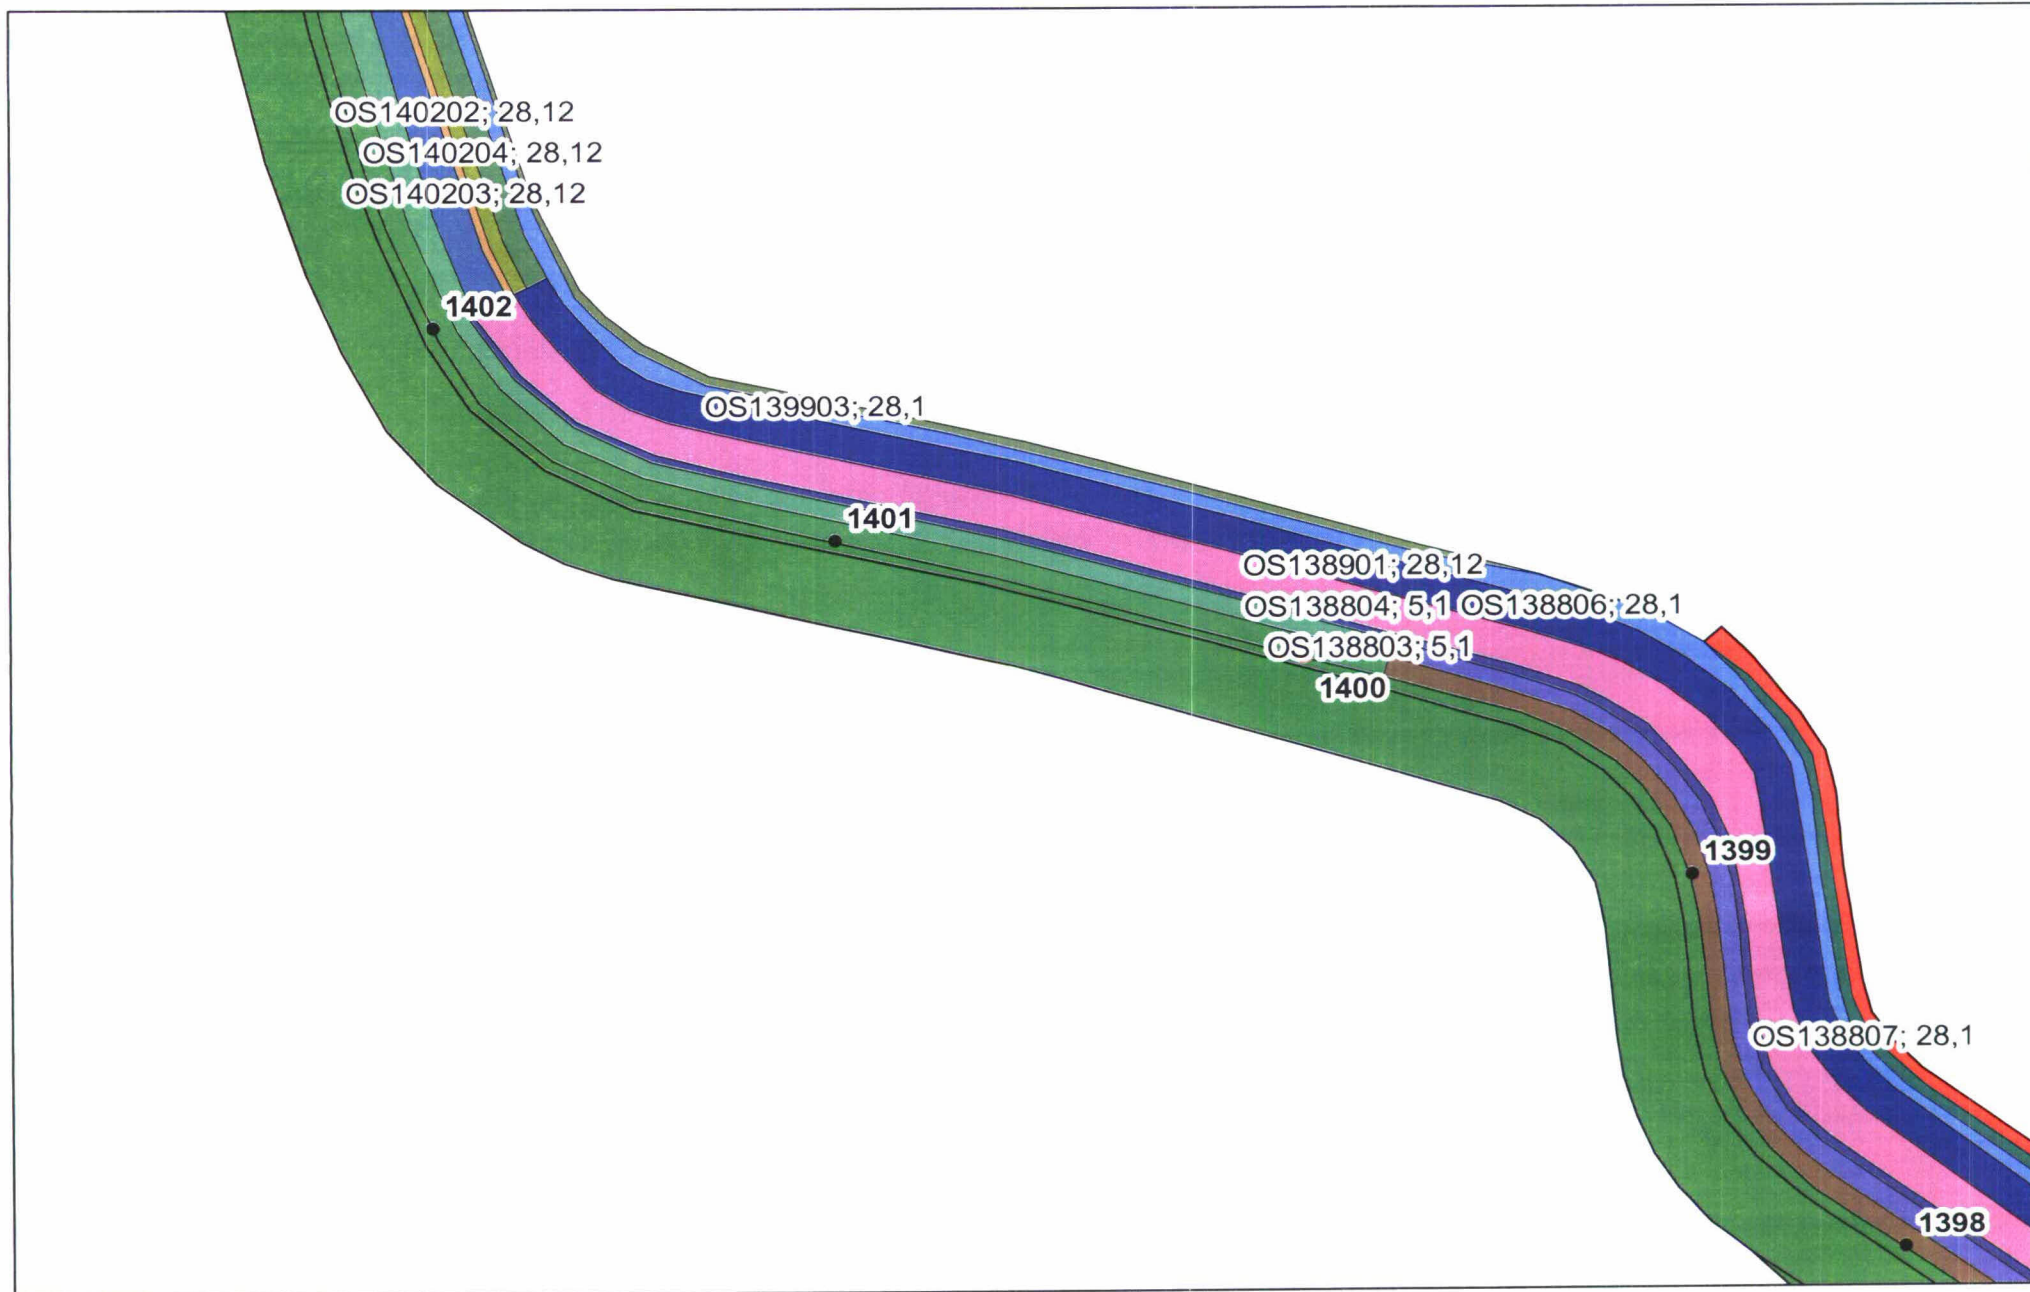 OS140202; 28,12
OS140204; 28,12
OS140203; 28,12
1402
OS139903; 28,1
1401
OS138901; 28,12
OS138804; 5,1 OS138806; 28,1
OS138803; 5,1
1400
1399
OS138807; 28,1
1398